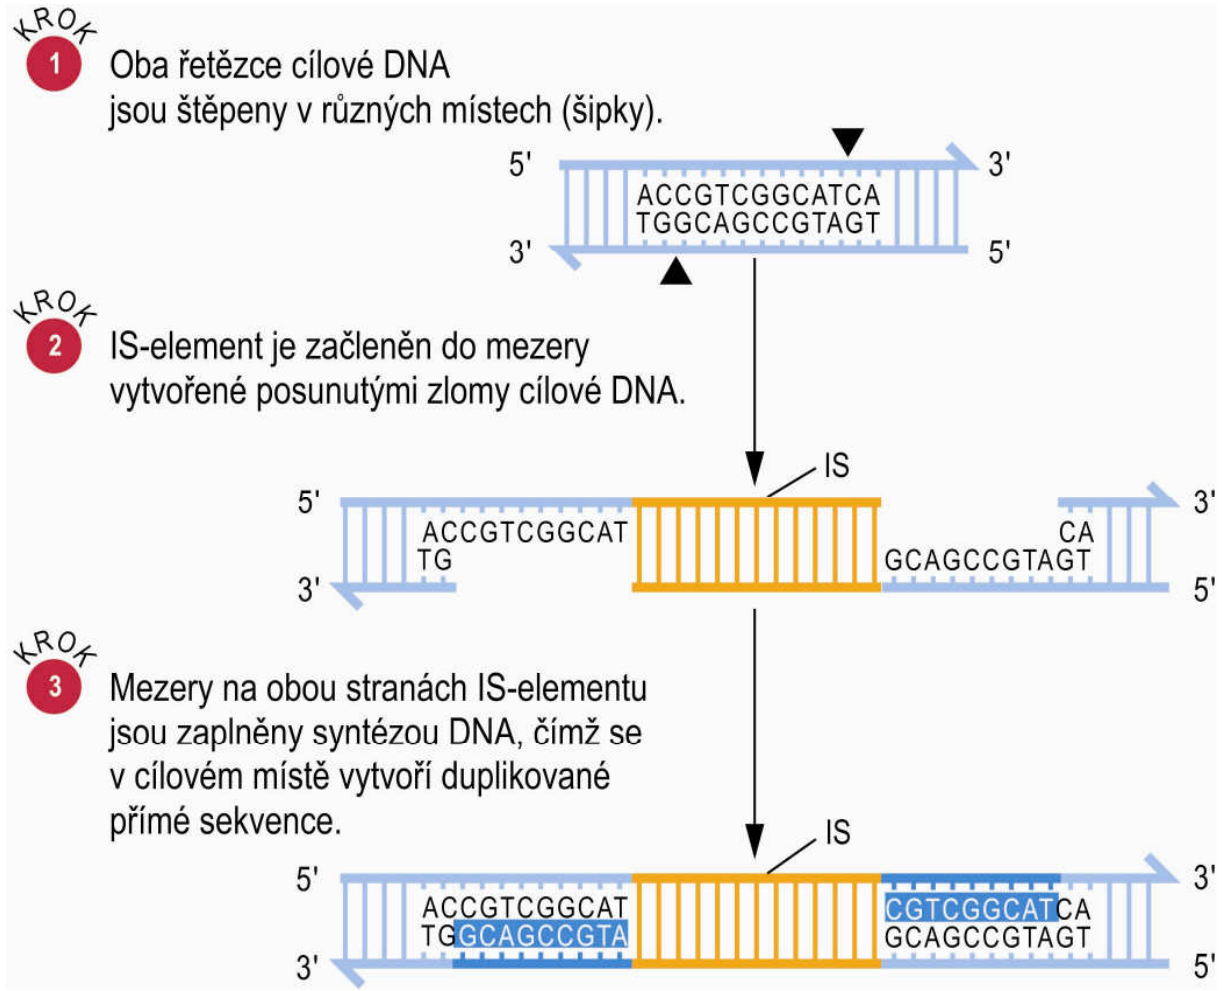 KROK
1
Oba řetězce cílové DNA
jsou štěpeny v různých místech (šipky).
5' 3'
ACCGTCGGCATCA
TGGCAGCCGTAGT
3' 5'
KROK
2
IS-element je začleněn do mezery
vytvořené posunutými zlomy cílové DNA.
IS
5' 3'
ACCGTCGGCAT CA
TG GCAGCCGTAGT
3' 5'
KROK
3
Mezery na obou stranách IS-elementu
jsou zaplněny syntézou DNA, čímž se
v cílovém místě vytvoří duplikované
přímé sekvence.
IS
5' 3'
ACCGTCGGCAT CGTCGGCATCA
TGGCAGCCGTA GCAGCCGTAGT
3' 5'